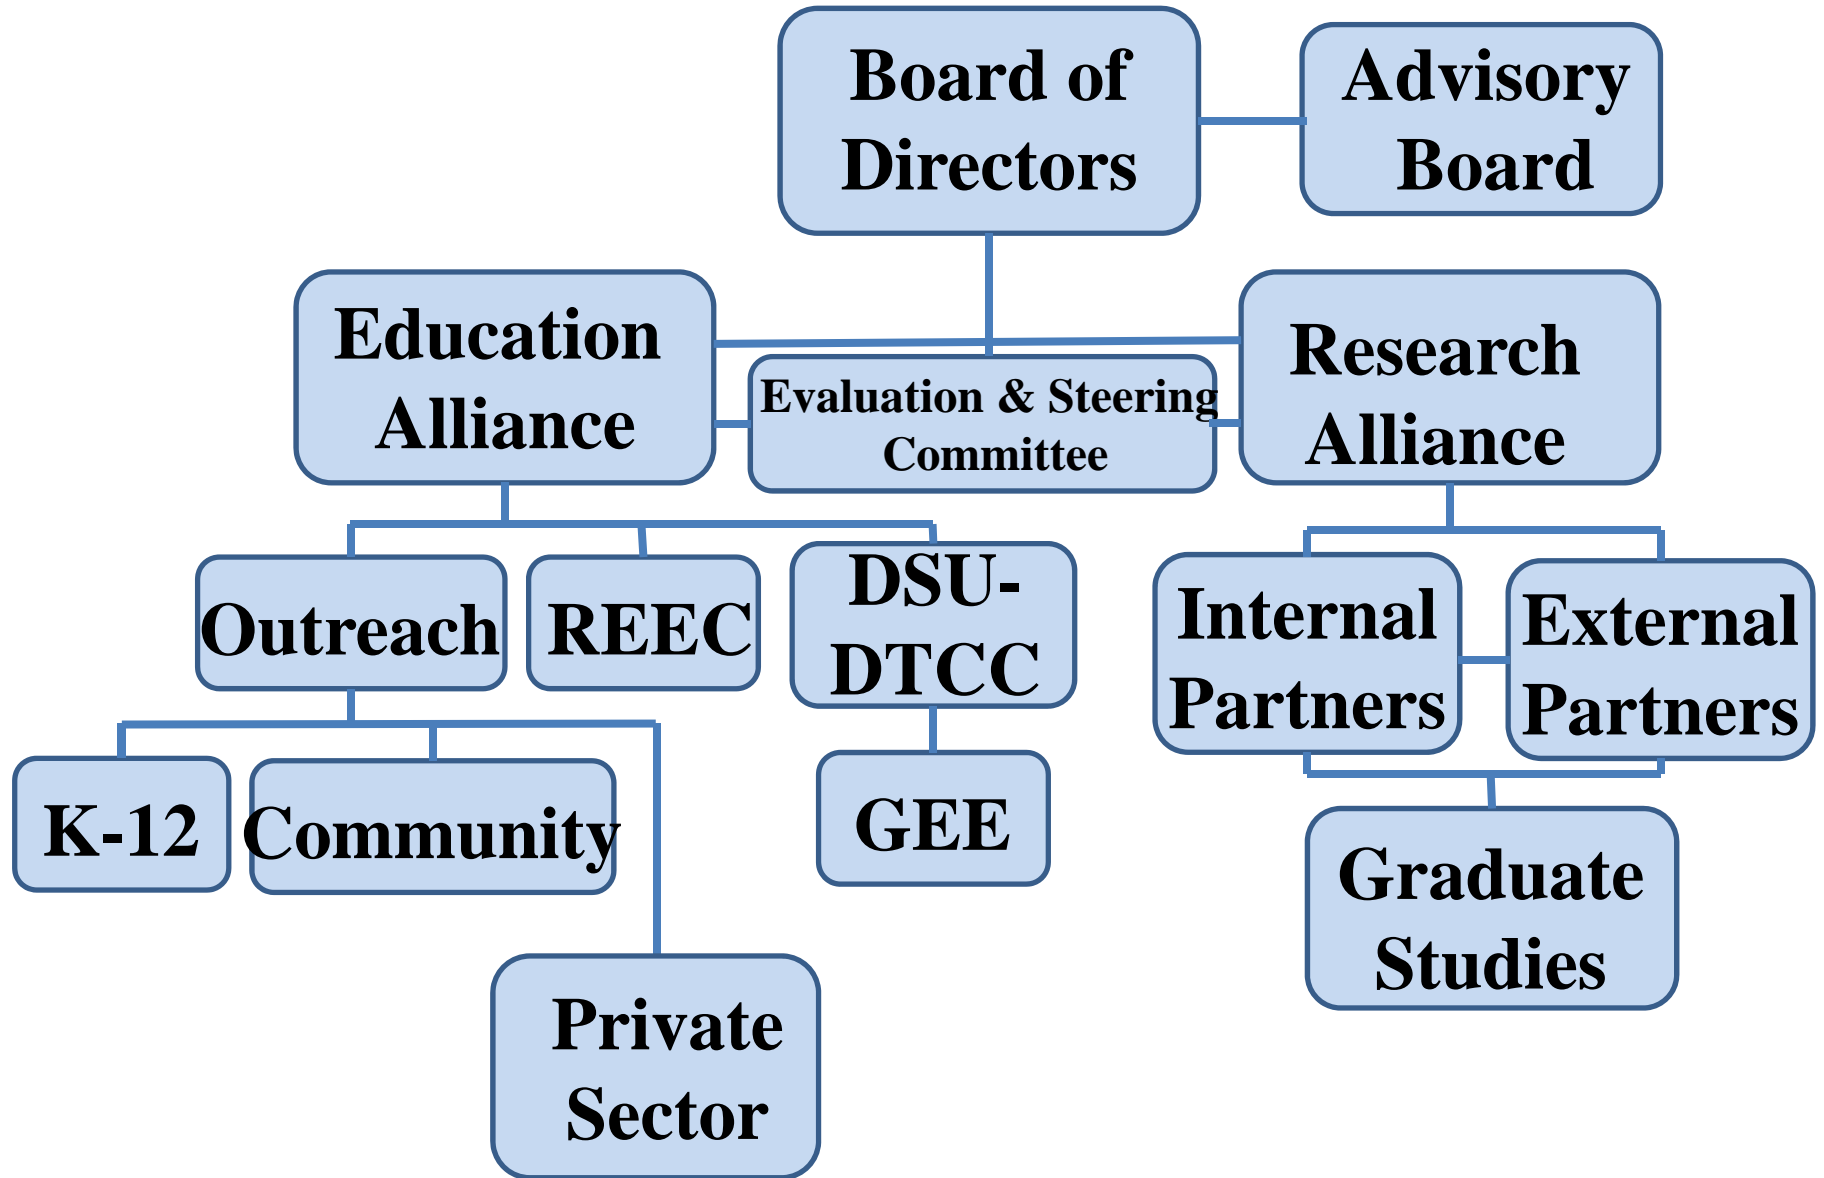 Board of
Directors
Advisory
Board
Education
Alliance
Evaluation & Steering
Committee
Research
Alliance
Outreach
REEC
DSU-
DTCC
Internal
Partners
External
Partners
K-12
Community
GEE
Graduate
Studies
Private
Sector